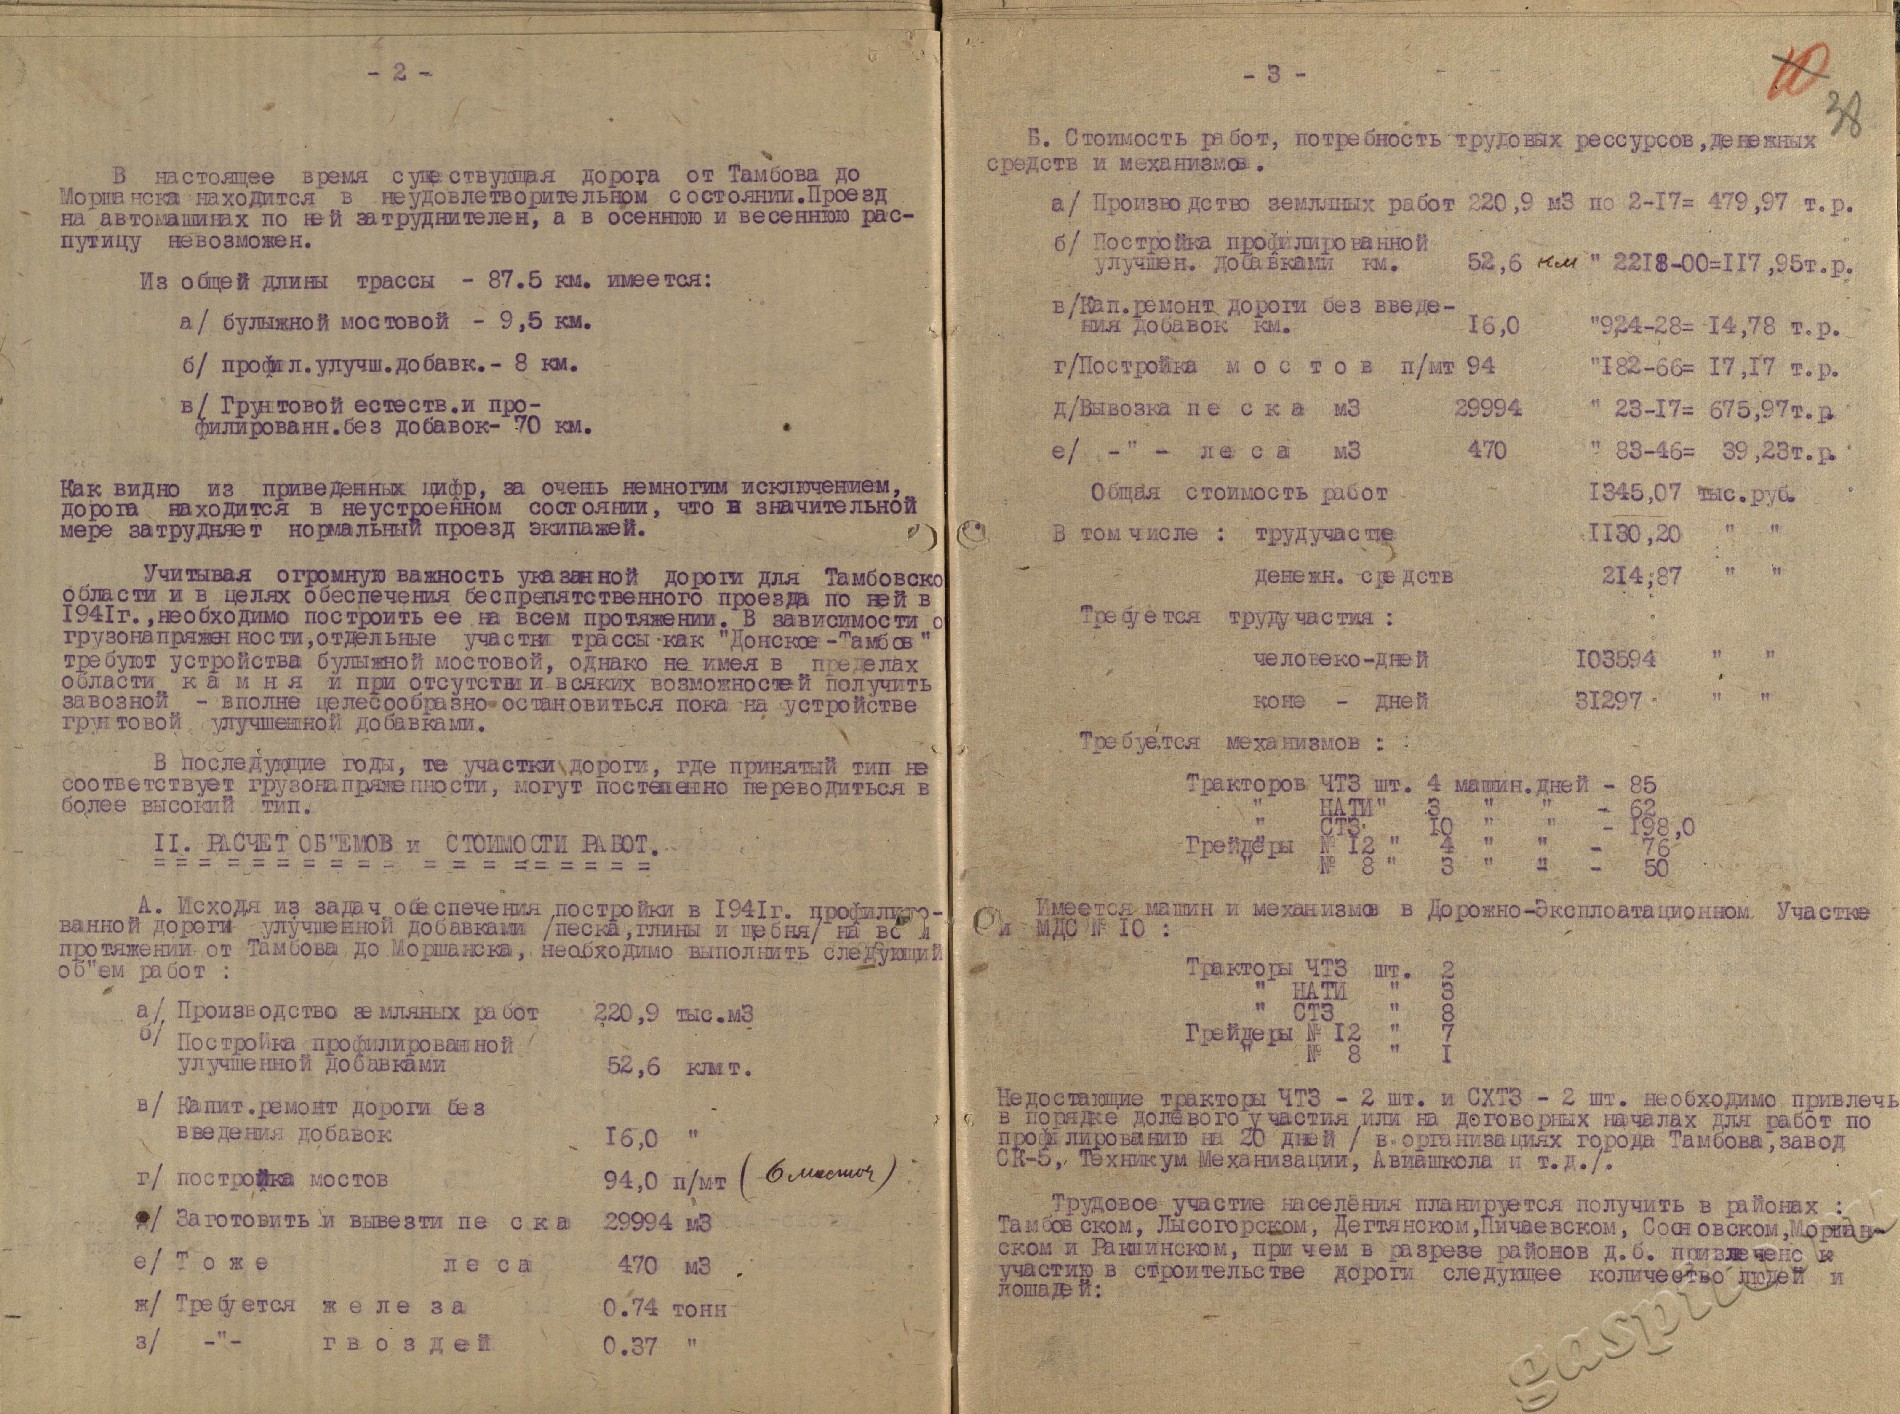 - 2 -
В настоящее время существующая дорога от Тамбова до
Моршанска находится в неудовлетворительном состоянии.Проезд
на автомашинах по ней затруднителен, а в осеннюю и весеннюю рас-
путицу невозможен.
Из общей длины трассы - 87.5 км. имеется:
а/ булыжной мостовой - 9,5 км.
б/ профил.улучш.добавк.- 8 км.
в/ Грунтовой естеств.и про-
филированн.без добавок- 70 км.
Как видно из приведенных цифр, за очень немногим исключением,
дорога находится в неустроенном состоянии, что в значительной
мере затрудняет нормальный проезд экипажей.
Учитывая огромную важность указанной дороги для Тамбовско
области и в целях обеспечения беспрепятственного проезда по ней в
1941г.,необходимо построить ее на всем протяжении. В зависимости о
грузонапряженности,отдельные участки трассы как "Донское-Тамбов"
требуют устройства булыжной мостовой, однако не имея в пределах
области к а м н я и при отсутствии всяких возможностей получить
завозной - вполне целесообразно остановиться пока на устройстве
грунтовой улучшенной добавками.
В последующие годы, те участки дороги, где принятый тип не
соответствует грузонапряженности, могут постепенно переводиться в
более высокий тип.
II. РАСЧЕТ ОБ"ЕМОВ и СТОИМОСТИ РАБОТ.
= = = = = = = = = = = = = = = = = = =
А. Исходя из задач обеспечения постройки в 1941г. профилиро-
ванной дороги улучшенной добавками /песка,глины и щебня/ на вс м
протяжении от Тамбова до Моршанска, необходимо выполнить следующий
об"ем работ :
а/ Производство земляных работ 220,9 тыс.м3
б/ Постройка профилированной
улучшенной добавками 52,6 клмт.
в/ Капит.ремонт дороги без
введения добавок 16,0 "
г/ постройка мостов 94,0 п/мт (6 мостов)
д/ Заготовить и вывезти пе ска 29994 м3
е/ Т о ж е л е с а 470 м3
ж/ Требуется ж е л е з а 0.74 тонн
з/ -"- г в о з д е й 0.37 "
- 3 -
10
38
Б. Стоимость работ, потребность трудовых рессурсов,денежных
средств и механизмов.
а/ Производство земляных работ 220,9 м3 по 2-17= 479,97 т.р.
б/ Постройка профилированной
улучшен. добавками км. 52,6 км " 2218-00=117,95т.р.
в/Кап.ремонт дороги без введе-
ния добавок км. 16,0 "924-28= 14,78 т.р.
г/Постройка м о с т о в п/мт 94 "182-66= 17,17 т.р.
д/Вывозка п е с к а м3 29994 " 23-17= 675,97т.р.
е/ -"- л е с а м3 470 " 83-46= 39,23т.р.
Общая стоимость работ 1345,07 тыс.руб.
В том числе : трудучастие 1130,20 " "
денежн. средств 214,87 " "
Требуется трудучастия :
человеко-дней 103594 " "
коне - дней 31297 " "
Требуется механизмов :
Тракторов ЧТЗ шт. 4 машин.дней - 85
" НАТИ" 3 " " - 62
" СТЗ 10 " " - 198,0
Грейдеры № 12 " 4 " " - 76
" № 8 " 3 " " - 50
Имеется машин и механизмов в Дорожно-Эксплоатационном Участке
и МДС № 10 :
Тракторы ЧТЗ шт. 2
" НАТИ " 3
" СТЗ " 8
Грейдеры № 12 " 7
" № 8 " 1
Недостающие тракторы ЧТЗ - 2 шт. и СХТЗ - 2 шт. необходимо привлечь
в порядке долевого участия или на договорных началах для работ по
профилированию на 20 дней / в организациях города Тамбова,завод
СК-5, Техникум Механизации, Авиашкола и т.д./.
Трудовое участие населения планируется получить в районах :
Тамбовском, Лысогорском, Дегтянском,Пичаевском, Сосновском,Моршан-
ском и Ракшинском, при чем в разрезе районов д.б. привлечено к
участию в строительстве дороги следующее количество людей и
лошадей: